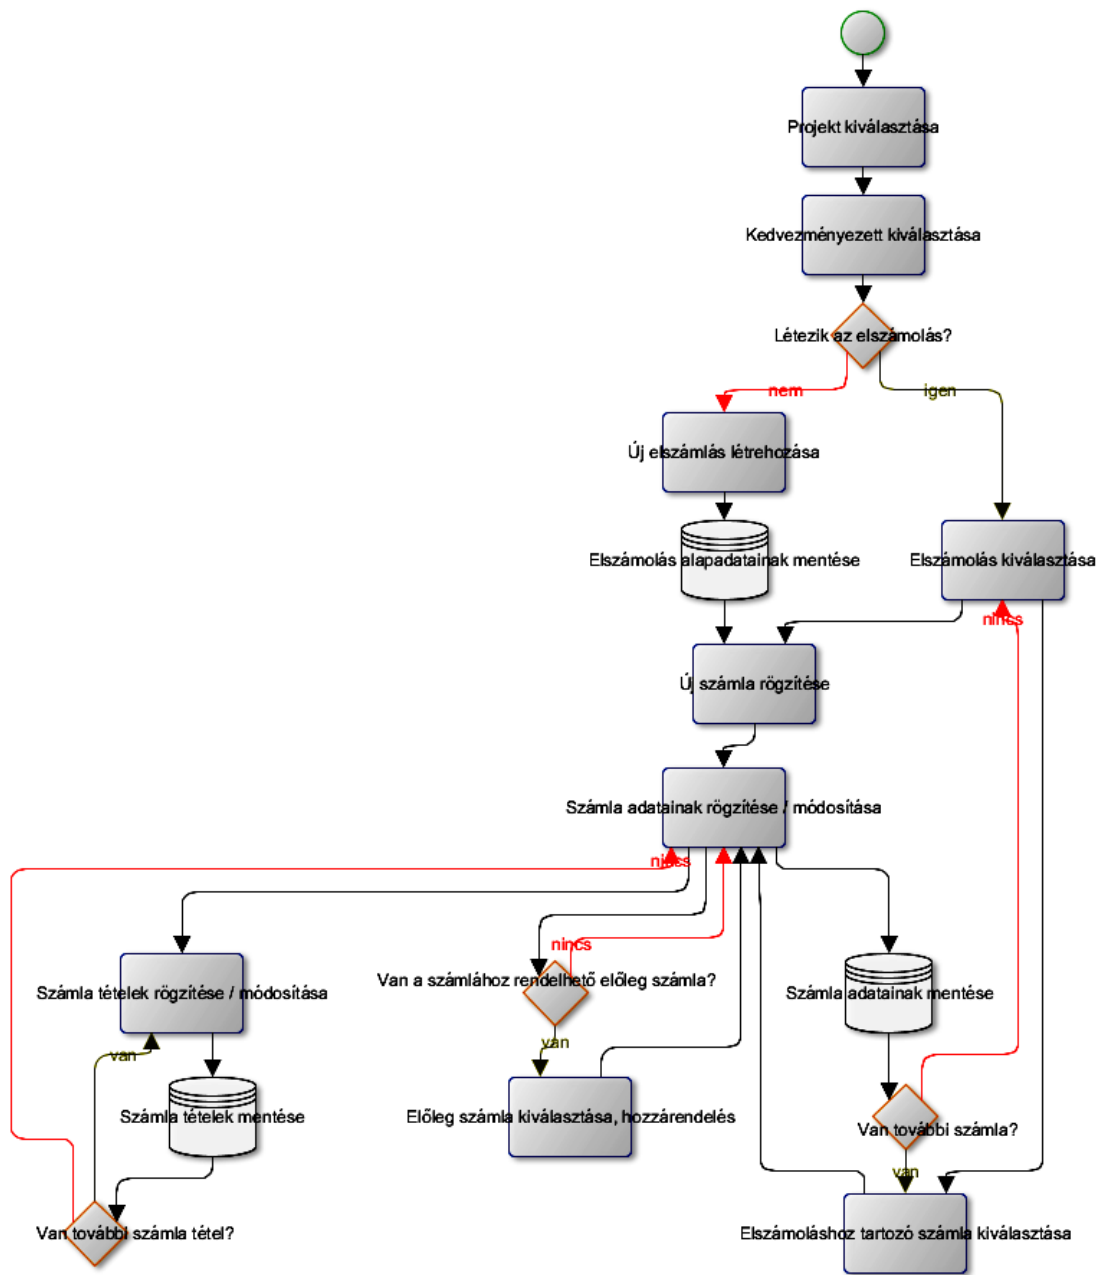 Projekt kiválasztása
Kedvezményezett kiválasztása
Létezik az elszámolás?
nem
igen
Új elszámlás létrehozása
Elszámolás alapadatainak mentése
Elszámolás kiválasztása
nincs
Új számla rögzítése
Számla adatainak rögzítése / módosítása
nincs
nincs
Van a számlához rendelhető előleg számla?
Számla tételek rögzítése / módosítása
Számla adatainak mentése
van
van
Számla tételek mentése
Előleg számla kiválasztása, hozzárendelés
Van további számla?
van
Van további számla tétel?
Elszámoláshoz tartozó számla kiválasztása